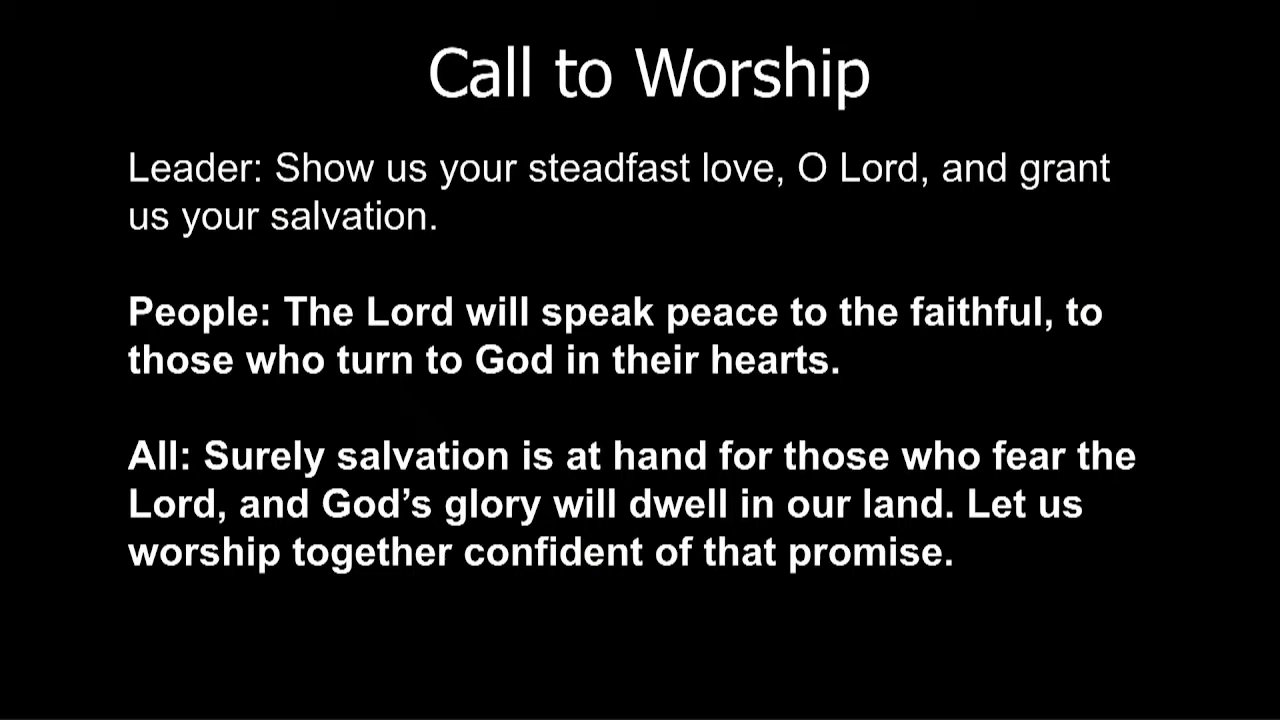 Call to Worship
Leader: Show us your steadfast love, O Lord, and grant
us your salvation.
People: The Lord will speak peace to the faithful, to
those who turn to God in their hearts.
All: Surely salvation is at hand for those who fear the
Lord, and God’s glory will dwell in our land. Let us
worship together confident of that promise.